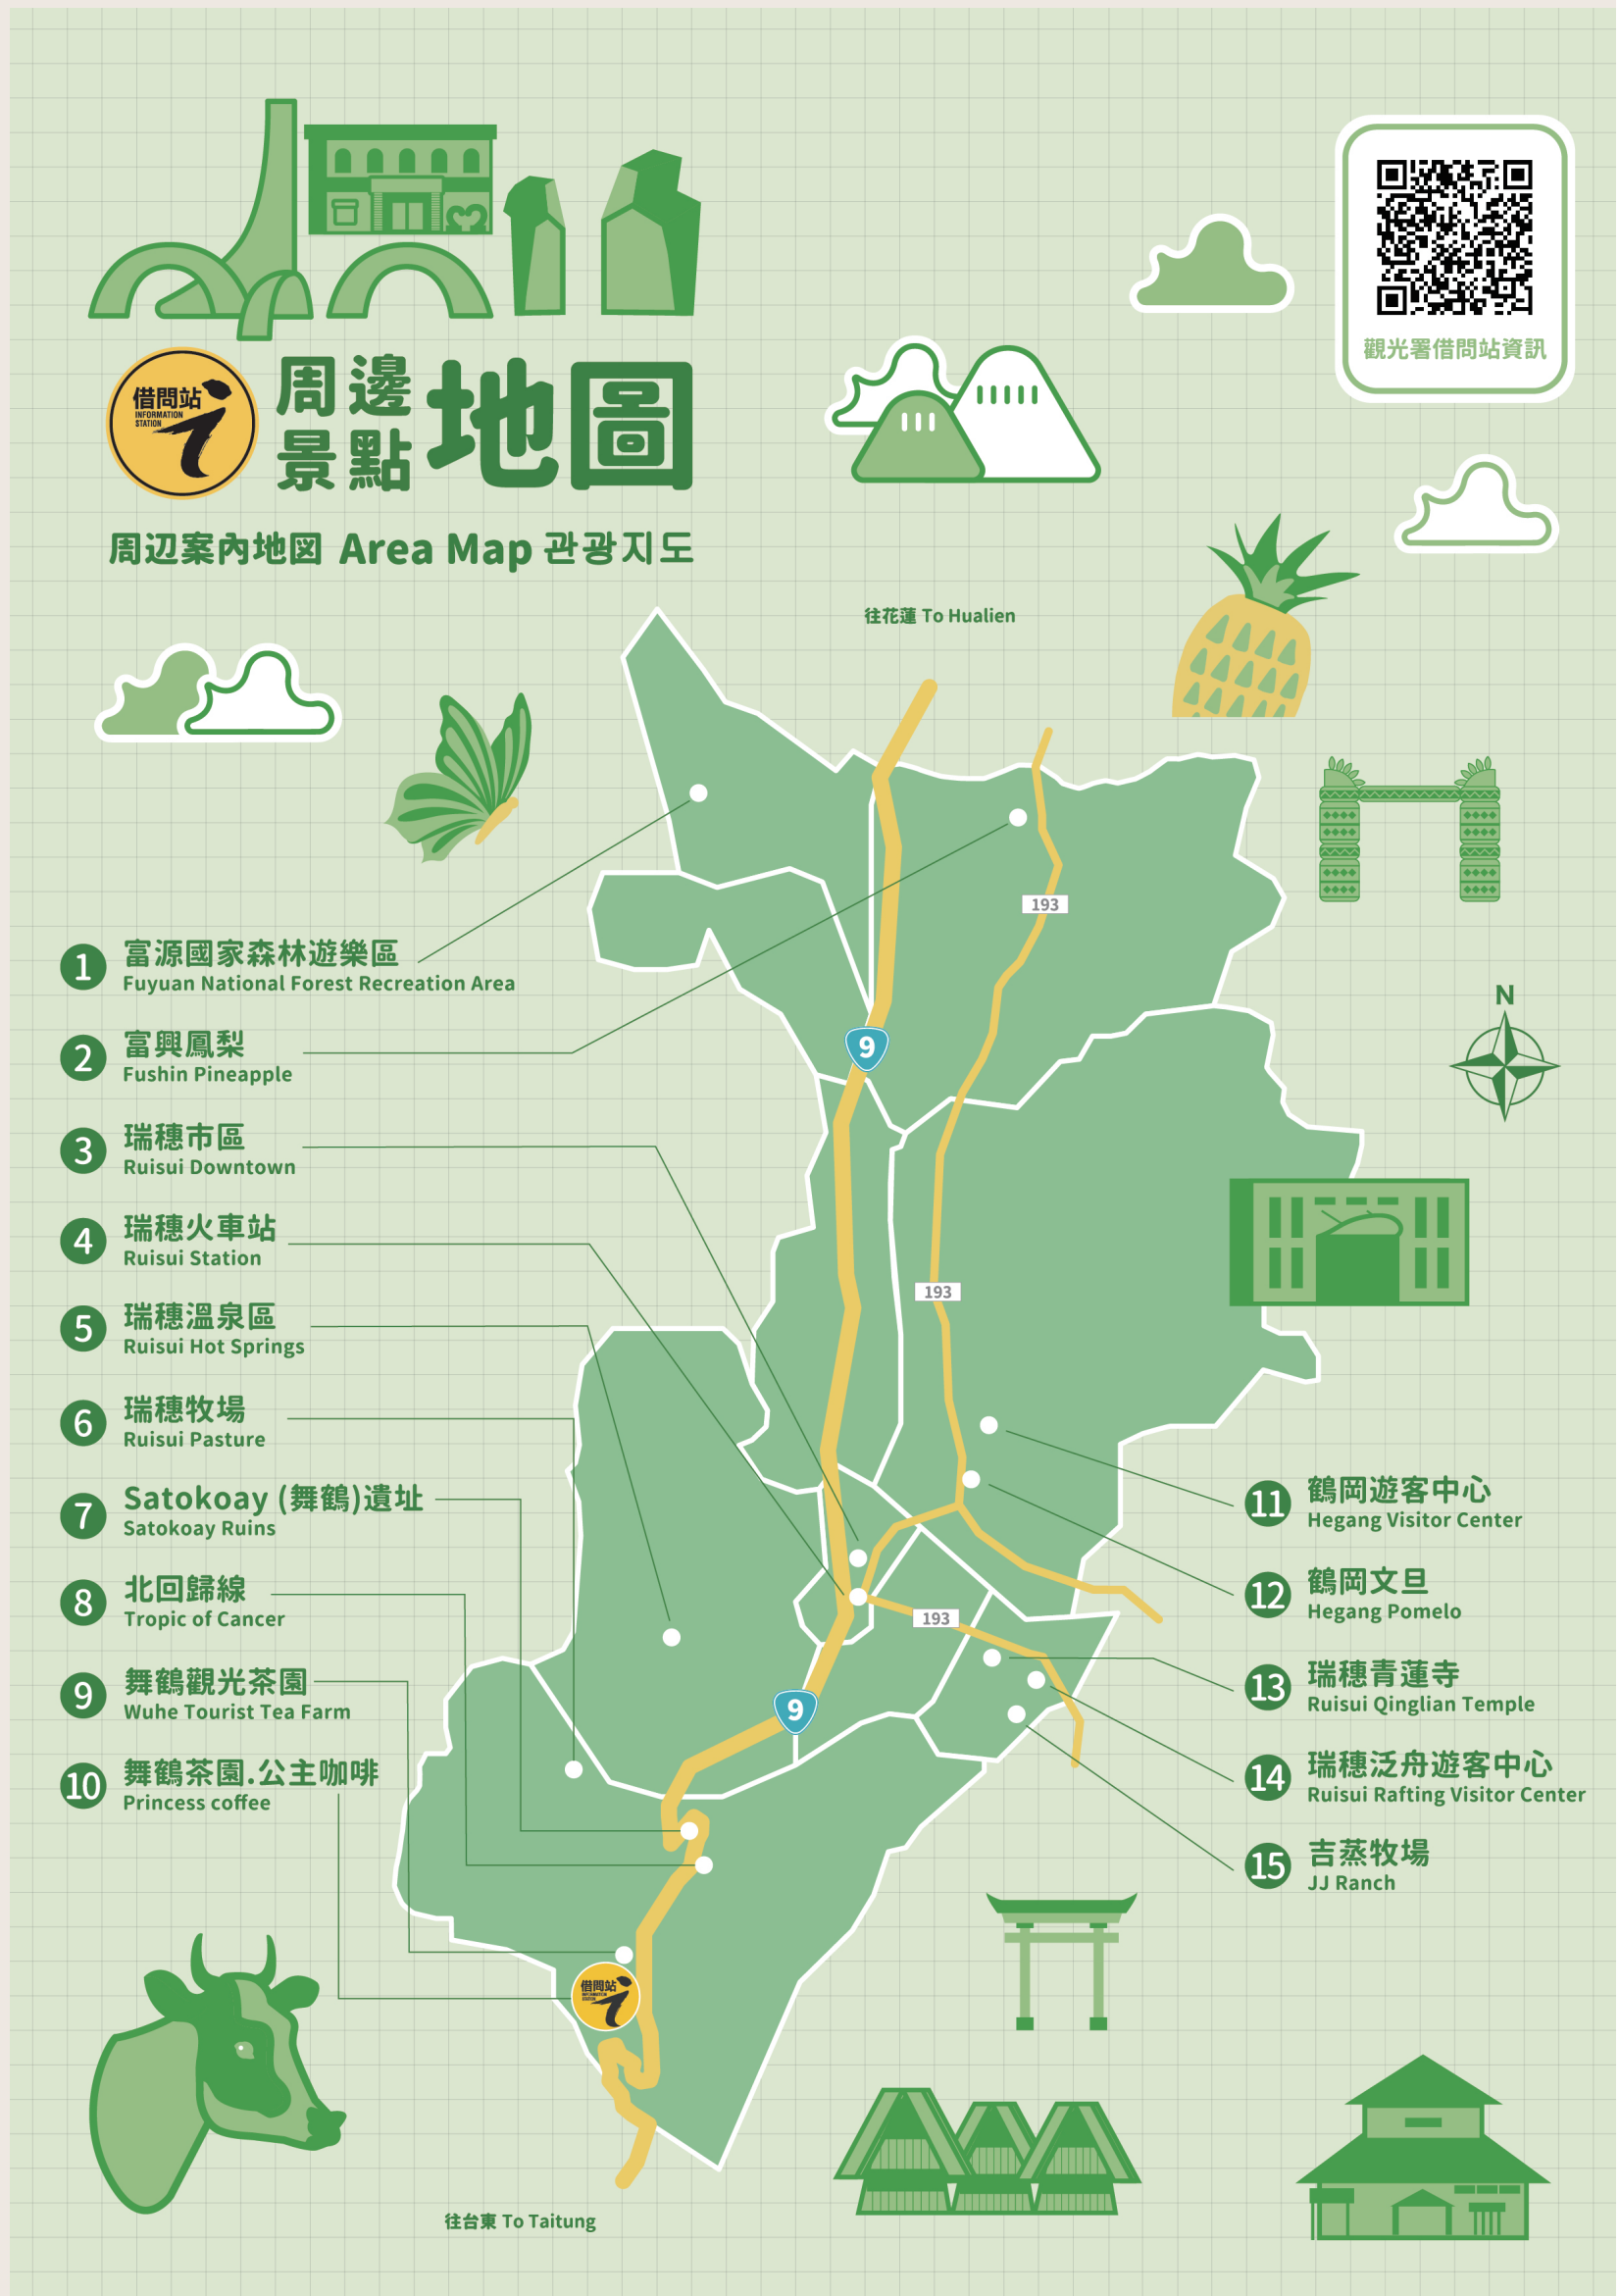 觀光署借問站資訊
借問站
INFORMATION
STATION
周邊
景點
地圖
周辺案內地図 Area Map 관광지도
往花蓮 To Hualien
193
N
1 富源國家森林遊樂區
Fuyuan National Forest Recreation Area
2 富興鳳梨
Fushin Pineapple
9
3 瑞穗市區
Ruisui Downtown
4 瑞穗火車站
Ruisui Station
193
5 瑞穗溫泉區
Ruisui Hot Springs
6 瑞穗牧場
Ruisui Pasture
7 Satokoay (舞鶴)遺址
Satokoay Ruins
8 北回歸線
Tropic of Cancer
193
9 舞鶴觀光茶園
Wuhe Tourist Tea Farm
9
10 舞鶴茶園.公主咖啡
Princess coffee
11 鶴岡遊客中心
Hegang Visitor Center
12 鶴岡文旦
Hegang Pomelo
13 瑞穗青蓮寺
Ruisui Qinglian Temple
14 瑞穗泛舟遊客中心
Ruisui Rafting Visitor Center
15 吉蒸牧場
JJ Ranch
借問站
INFORMATION
STATION
往台東 To Taitung